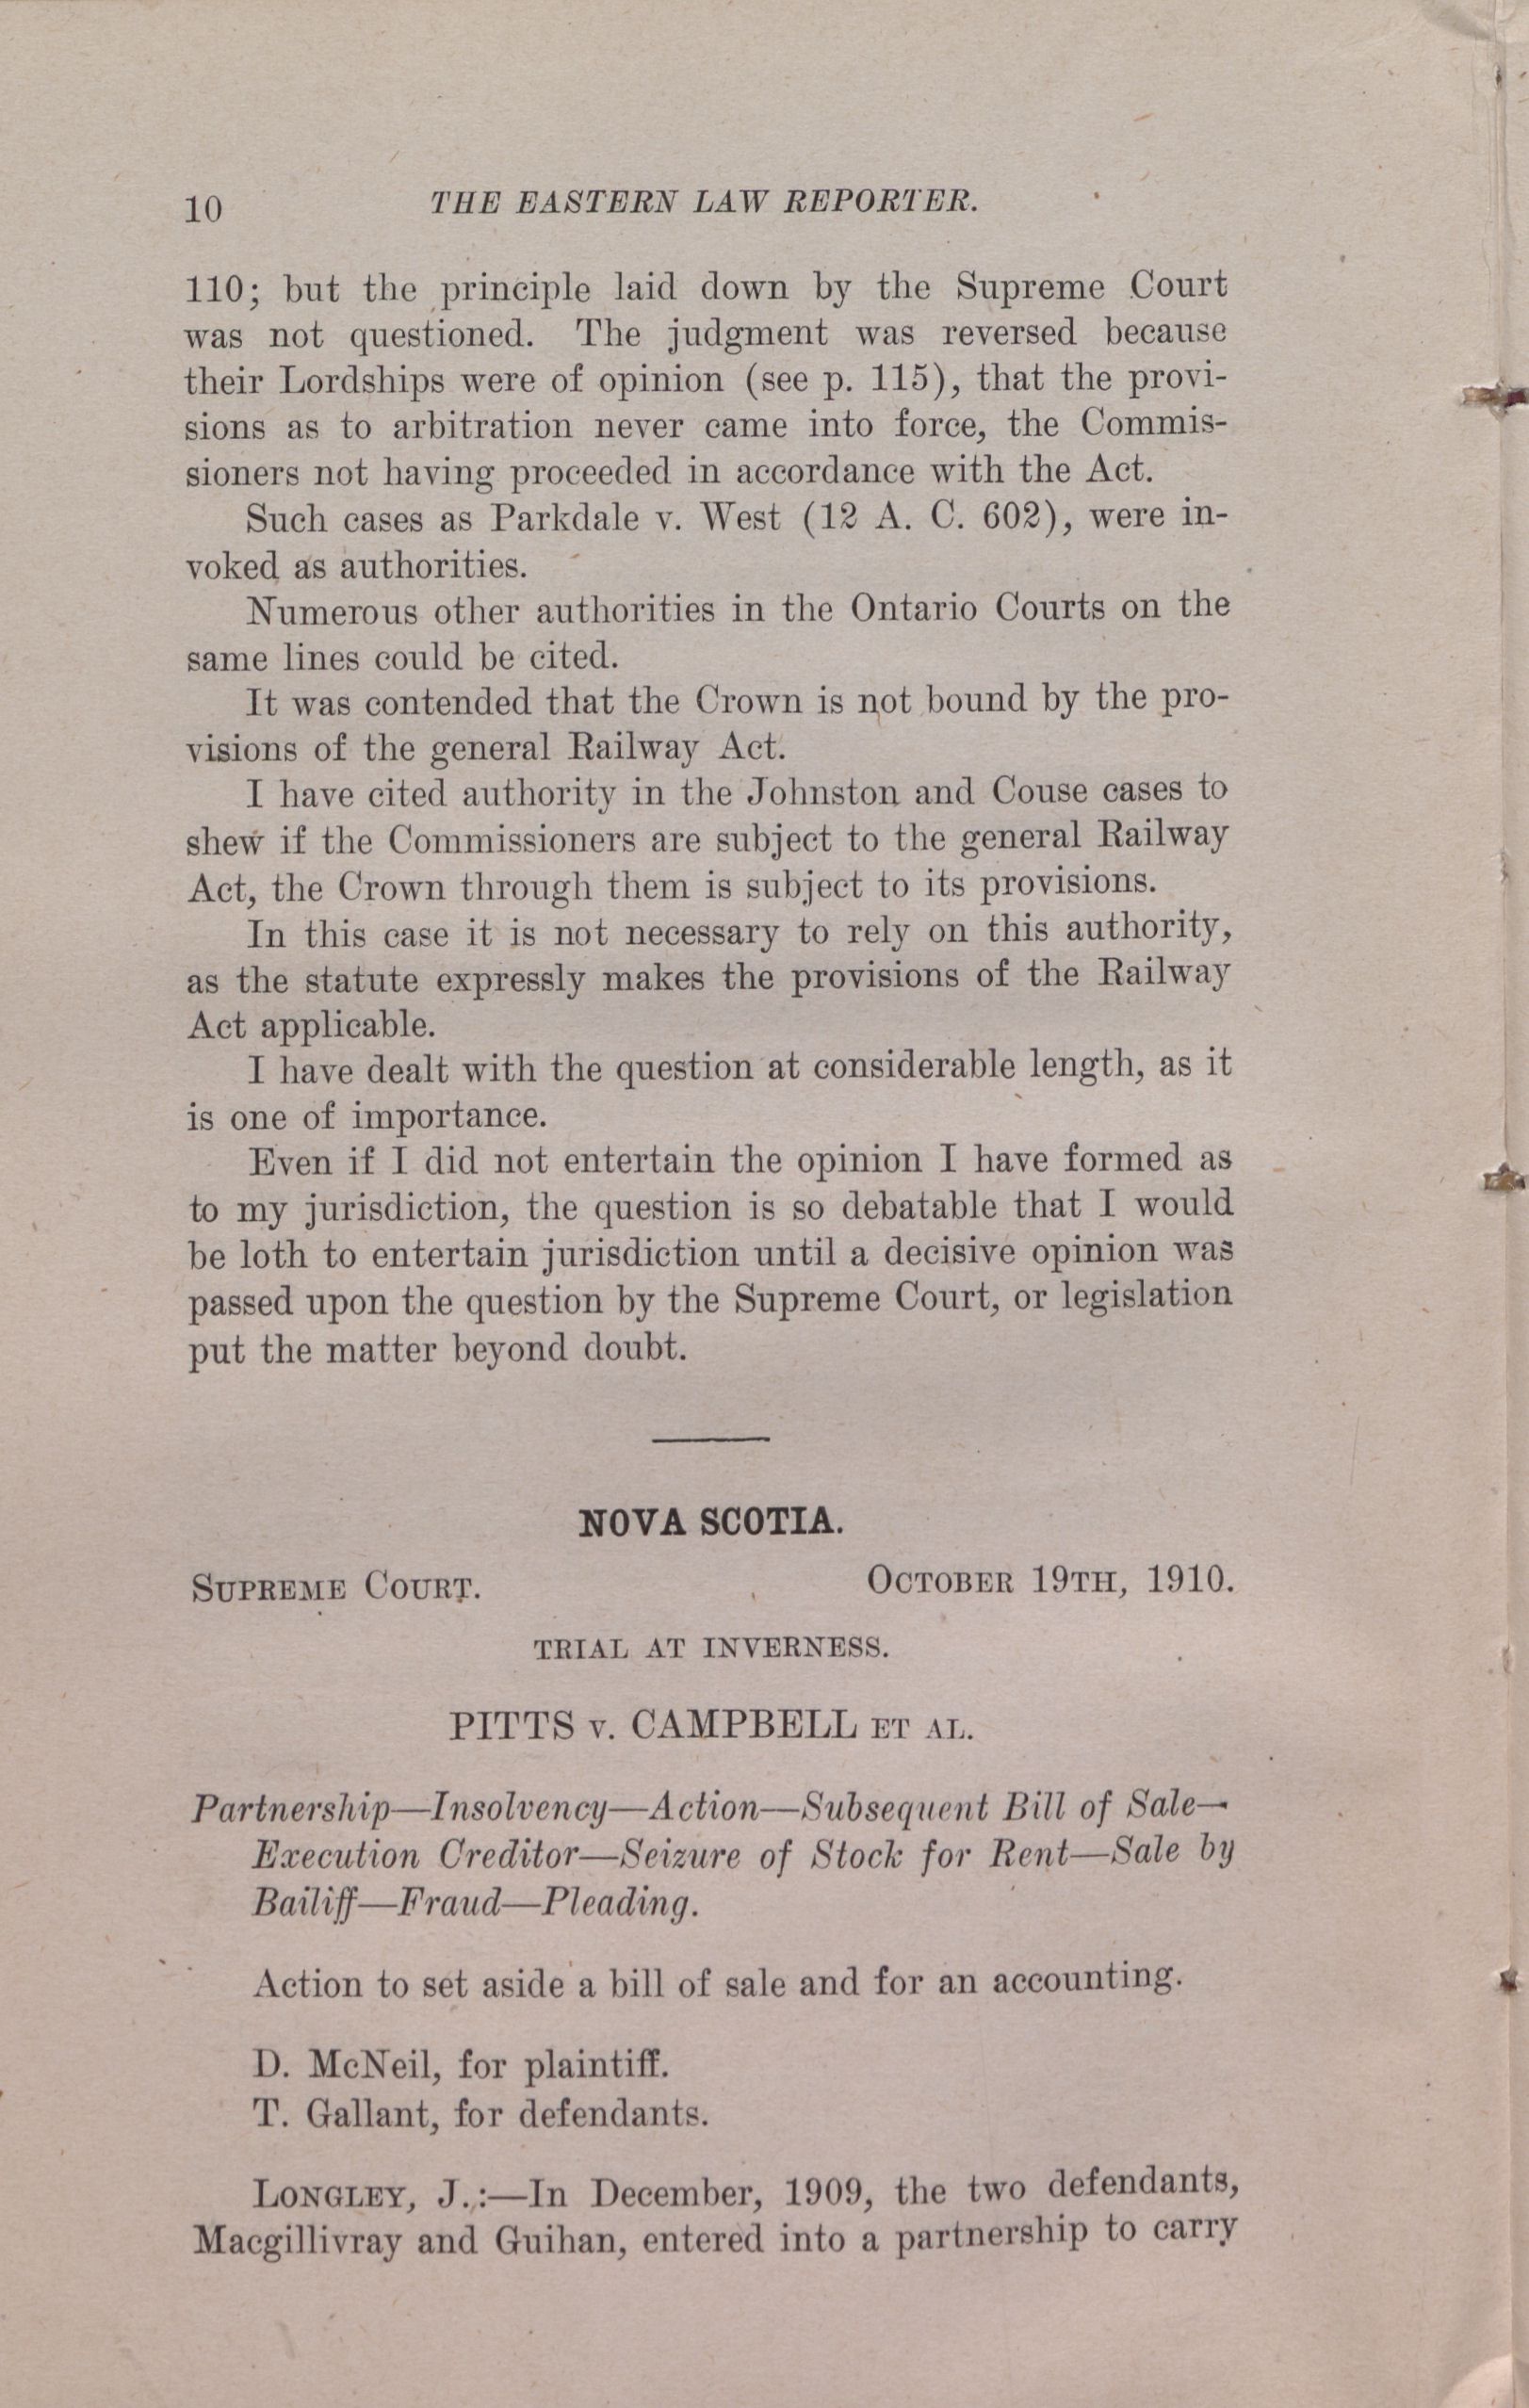 10 THE EASTERN LAW REPORTER.
110; but the principle laid down by the Supreme Court
was not questioned. The judgment was reversed because
their Lordships were of opinion (see p. 115), that the provi-
sions as to arbitration never came into force, the Commis-
sioners not having proceeded in accordance with the Act.
Such cases as Parkdale v. West (12 A. C. 602), were in-
voked as authorities.
Numerous other authorities in the Ontario Courts on the
same lines could be cited.
It was contended that the Crown is not bound by the pro-
visions of the general Railway Act.
I have cited authority in the Johnston and Couse cases to
shew if the Commissioners are subject to the general Railway
Act, the Crown through them is subject to its provisions.
In this case it is not necessary to rely on this authority,
as the statute expressly makes the provisions of the Railway
Act applicable.
I have dealt with the question at considerable length, as it
is one of importance.
Even if I did not entertain the opinion I have formed as
to my jurisdiction, the question is so debatable that I would
be loth to entertain jurisdiction until a decisive opinion was
passed upon the question by the Supreme Court, or legislation
put the matter beyond doubt.
NOVA SCOTIA.
SUPREME COURT. OCTOBER 19TH, 1910.
TRIAL AT INVERNESS.
PITTS v. CAMPBELL ET AL.
Partnership—Insolvency—Action—Subsequent Bill of Sale—
Execution Creditor—Seizure of Stock for Rent—Sale by
Bailiff—Fraud—Pleading.
Action to set aside a bill of sale and for an accounting.
D. McNeil, for plaintiff.
T. Gallant, for defendants.
LONGLEY, J.:—In December, 1909, the two defendants,
Macgillivray and Guihan, entered into a partnership to carry